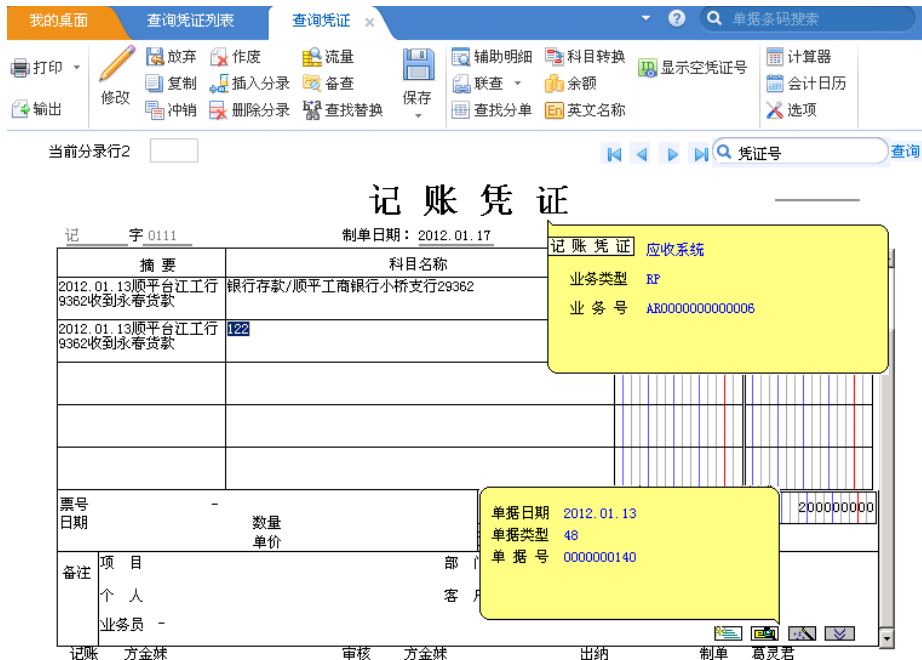 我的桌面 查询凭证列表 查询凭证 × 单据条码搜索
打印 放弃 作废 流量 辅助明细 科目转换 显示空凭证号 计算器
修改 复制 插入分录 备查 保存 联查 余额 会计日历
输出 冲销 删除分录 查找替换 查找分单 En 英文名称 选项
当前分录行2 凭证号 查询
记 账 凭 证
记 字 0111 制单日期： 2012.01.17
摘 要 科目名称
2012.01.13顺平台江工行 银行存款/顺平工商银行小桥支行29362
9362收到永春货款
2012.01.13顺平台江工行 122
9362收到永春货款
记 账 凭 证 应收系统
业务类型 RP
业 务 号 AR0000000000006
票号 -
日期 数量
单价
200000000
单据日期 2012.01.13
单据类型 48
单 据 号 0000000140
备注 项 目 部
个 人 客
业务员 -
记账 方金妹 审核 方金妹 出纳 制单 葛灵君